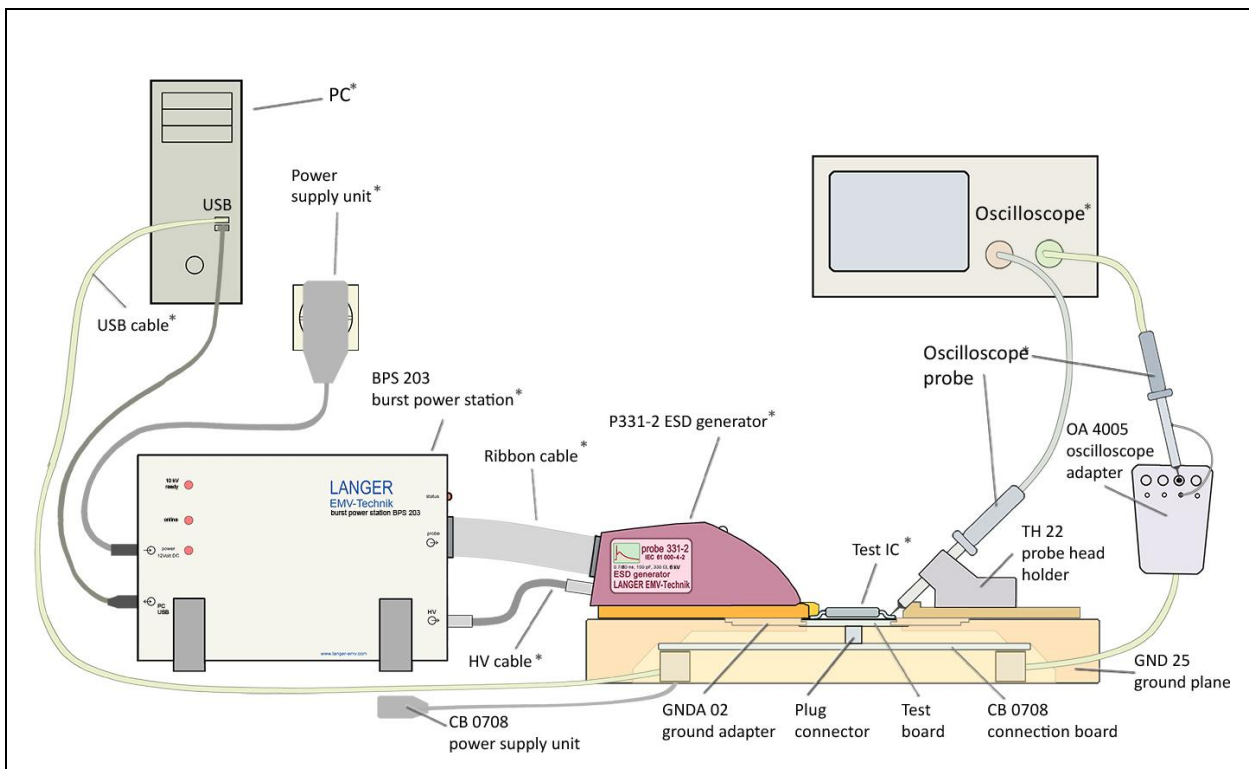 PC*
Power
supply unit*
USB
Oscilloscope*
USB cable*
BPS 203
burst power station*
Oscilloscope*
probe
P331-2 ESD generator*
Ribbon cable*
OA 4005
oscilloscope
adapter
10 kV
ready
LANGER
EMV-Technik
burst power station BPS 203
status
online
probe
power
12Volt DC
probe 331-2
IEC 61 000-4-2
ESD generator
LANGER EMV-Technik
Test IC*
TH 22
probe head
holder
PC
USB
HV
www.langer-emv.com
HV cable*
GND 25
ground plane
CB 0708
power supply unit
GNDA 02
ground adapter
Plug
connector
Test
board
CB 0708
connection board